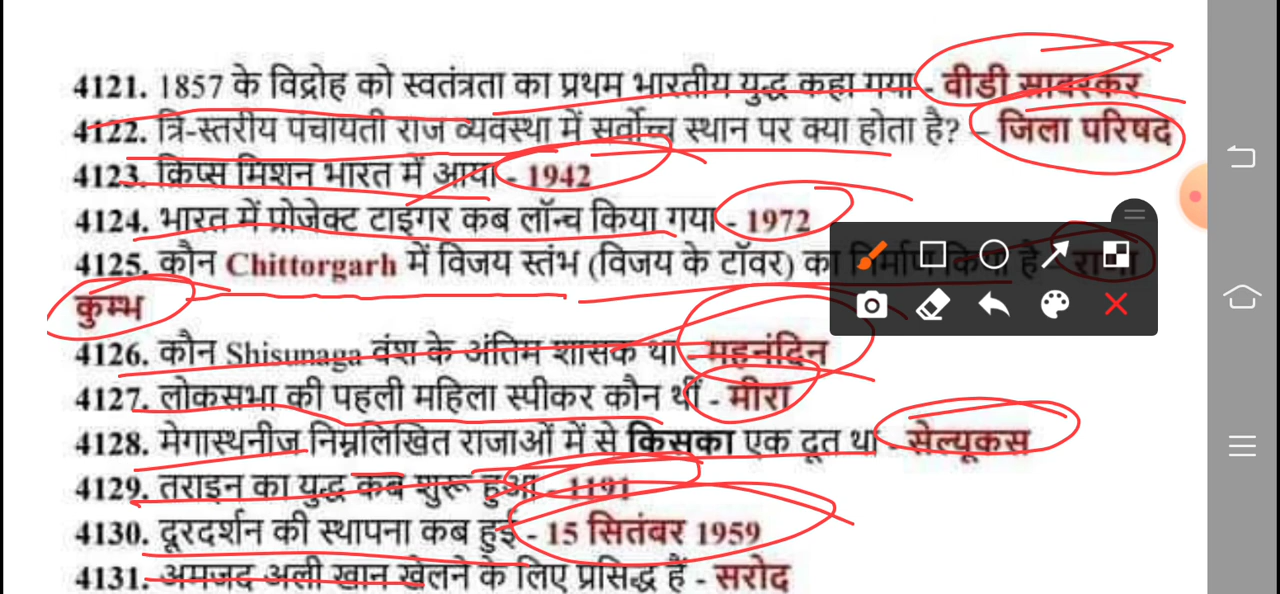 4121. 1857 के विद्रोह को स्वतंत्रता का प्रथम भारतीय युद्ध कहा गया - वीडी सावरकर
4122. त्रि-स्तरीय पंचायती राज व्यवस्था में सर्वोच्च स्थान पर क्या होता है? - जिला परिषद
4123. क्रिप्स मिशन भारत में आया - 1942
4124. भारत में प्रोजेक्ट टाइगर कब लॉन्च किया गया - 1972
4125. कौन Chittorgarh में विजय स्तंभ (विजय के टॉवर) का निर्माण किया है - राणा
कुम्भ
4126. कौन Shisunaga वंश के अंतिम शासक था - महनंदिन
4127. लोकसभा की पहली महिला स्पीकर कौन थीं - मीरा
4128. मेगास्थनीज निम्नलिखित राजाओं में से किसका एक दूत था - सेल्यूकस
4129. तराइन का युद्ध कब शुरू हुआ - 1191
4130. दूरदर्शन की स्थापना कब हुई - 15 सितंबर 1959
4131. अमजद अली खान खेलने के लिए प्रसिद्ध हैं - सरोद